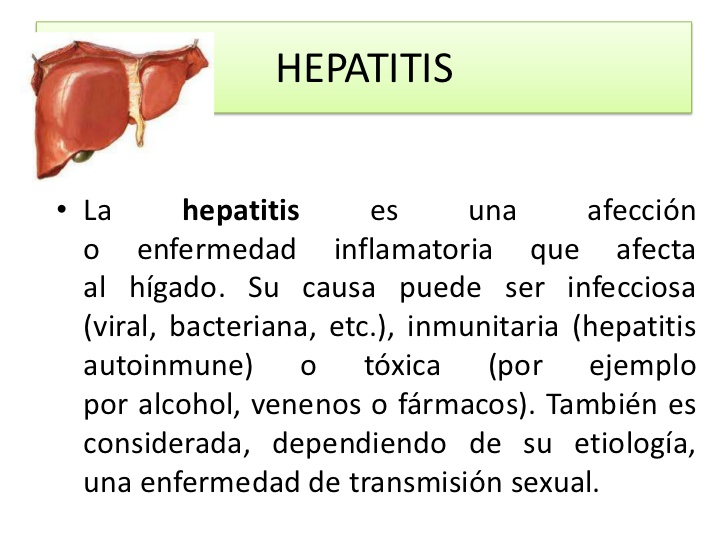 HEPATITIS
• La hepatitis es una afección
o enfermedad inflamatoria que afecta
al hígado. Su causa puede ser infecciosa
(viral, bacteriana, etc.), inmunitaria (hepatitis
autoinmune) o tóxica (por ejemplo
por alcohol, venenos o fármacos). También es
considerada, dependiendo de su etiología,
una enfermedad de transmisión sexual.